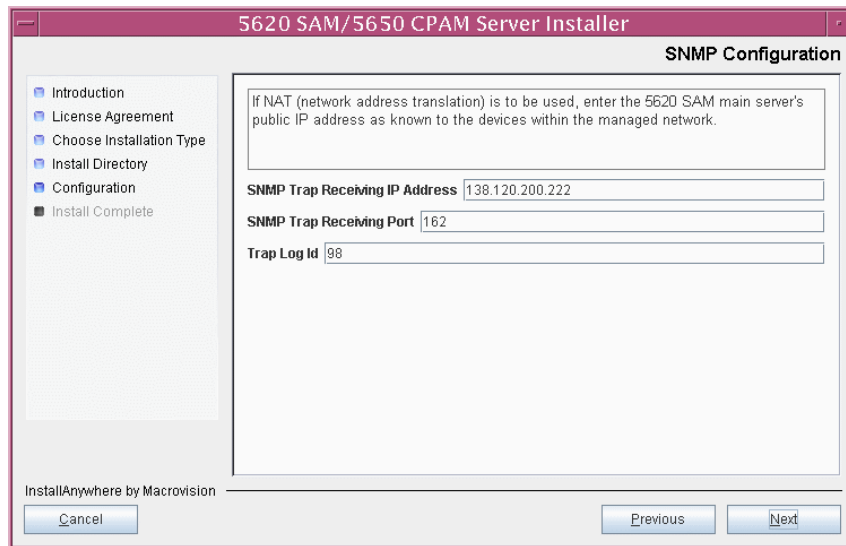 5620 SAM/5650 CPAM Server Installer
SNMP Configuration
Introduction
License Agreement
Choose Installation Type
Install Directory
Configuration
Install Complete
If NAT (network address translation) is to be used, enter the 5620 SAM main server's
public IP address as known to the devices within the managed network.
SNMP Trap Receiving IP Address 138.120.200.222
SNMP Trap Receiving Port 162
Trap Log Id 98
InstallAnywhere by Macrovision
Cancel Previous Next